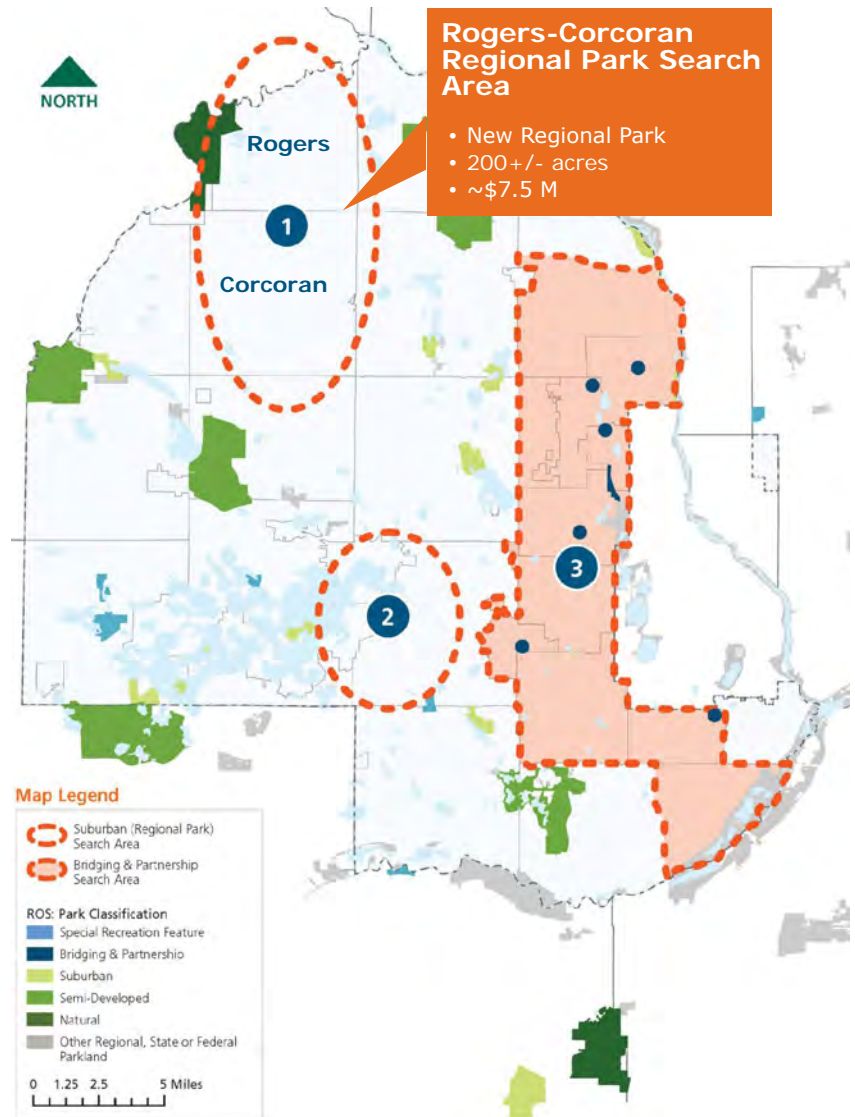 Rogers-Corcoran
Regional Park Search
Area
• New Regional Park
• 200+/- acres
• ~$7.5 M
NORTH
Rogers
1
Corcoran
3
2
Map Legend
Suburban (Regional Park)
Search Area
Bridging & Partnership
Search Area
ROS: Park Classification
Special Recreation Feature
Bridging & Partnership
Suburban
Semi-Developed
Natural
Other Regional, State or Federal
Parkland
0 1.25 2.5 5 Miles